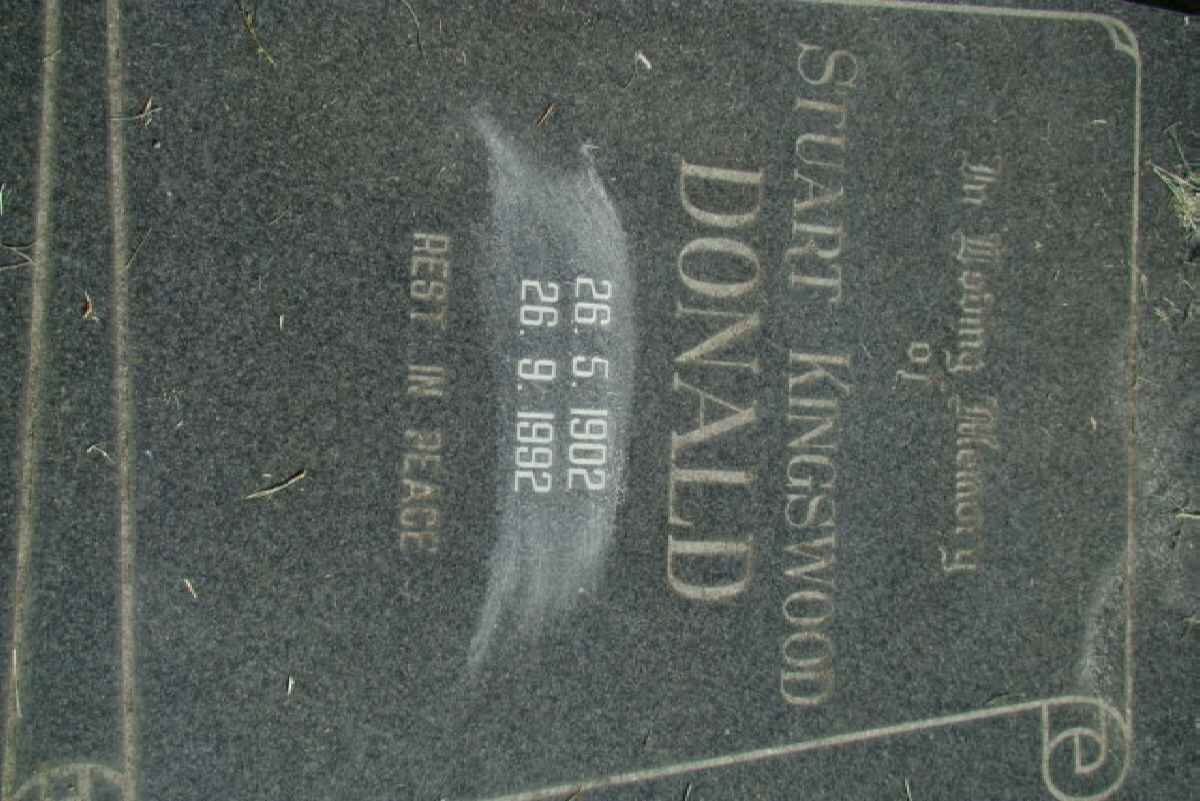 In Loving Memory
of
STUART KINGSWOOD
DONALD
26. 5. 1902
26. 9. 1992
REST IN PEACE